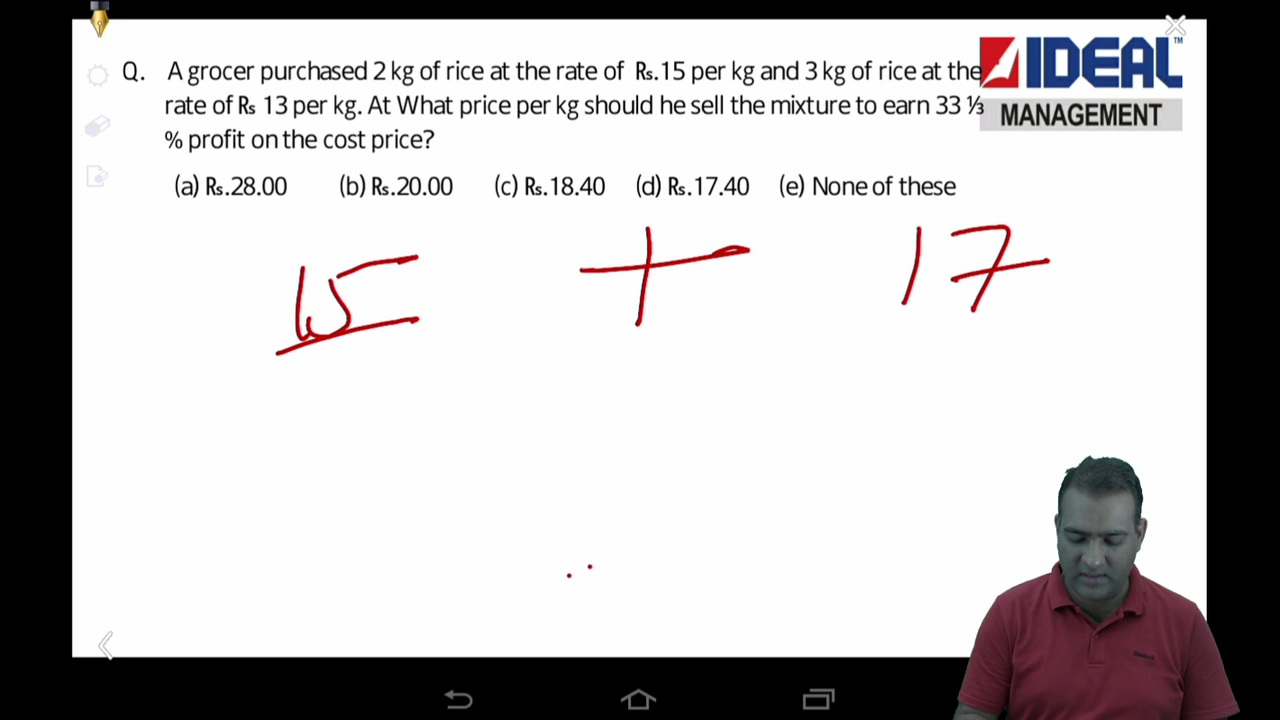 IDEAL™
MANAGEMENT
Q. A grocer purchased 2 kg of rice at the rate of Rs.15 per kg and 3 kg of rice at the
rate of Rs 13 per kg. At What price per kg should he sell the mixture to earn 33 ⅓
% profit on the cost price?
(a) Rs.28.00 (b) Rs.20.00 (c) Rs.18.40 (d) Rs.17.40 (e) None of these
15 + 17